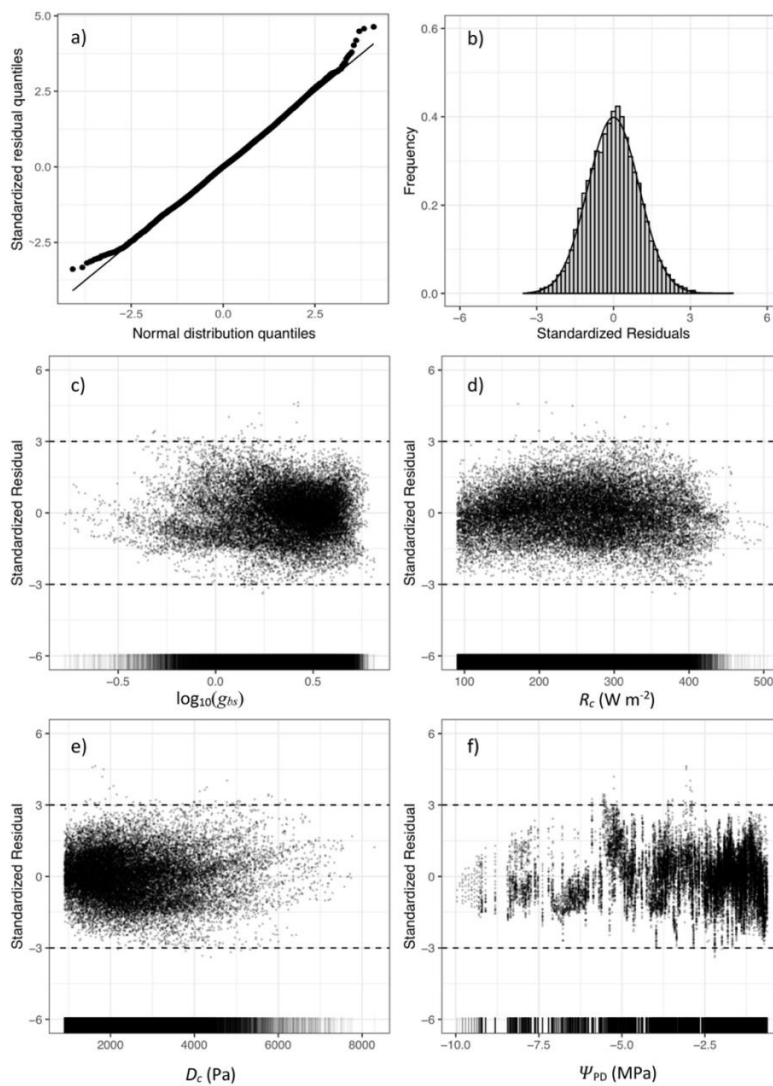 a)
5.0
2.5
0.0
-2.5
Standardized residual quantiles
-2.5 0.0 2.5
Normal distribution quantiles
b)
0.6
0.4
0.2
0.0
Frequency
-6 -3 0 3 6
Standardized Residuals
c)
6
3
0
-3
-6
Standardized Residual
-0.5 0.0 0.5
log10(gbs)
d)
6
3
0
-3
-6
Standardized Residual
100 200 300 400 500
Rc (W m-2)
e)
6
3
0
-3
-6
Standardized Residual
2000 4000 6000 8000
Dc (Pa)
f)
6
3
0
-3
-6
Standardized Residual
-10.0 -7.5 -5.0 -2.5
ΨPD (MPa)